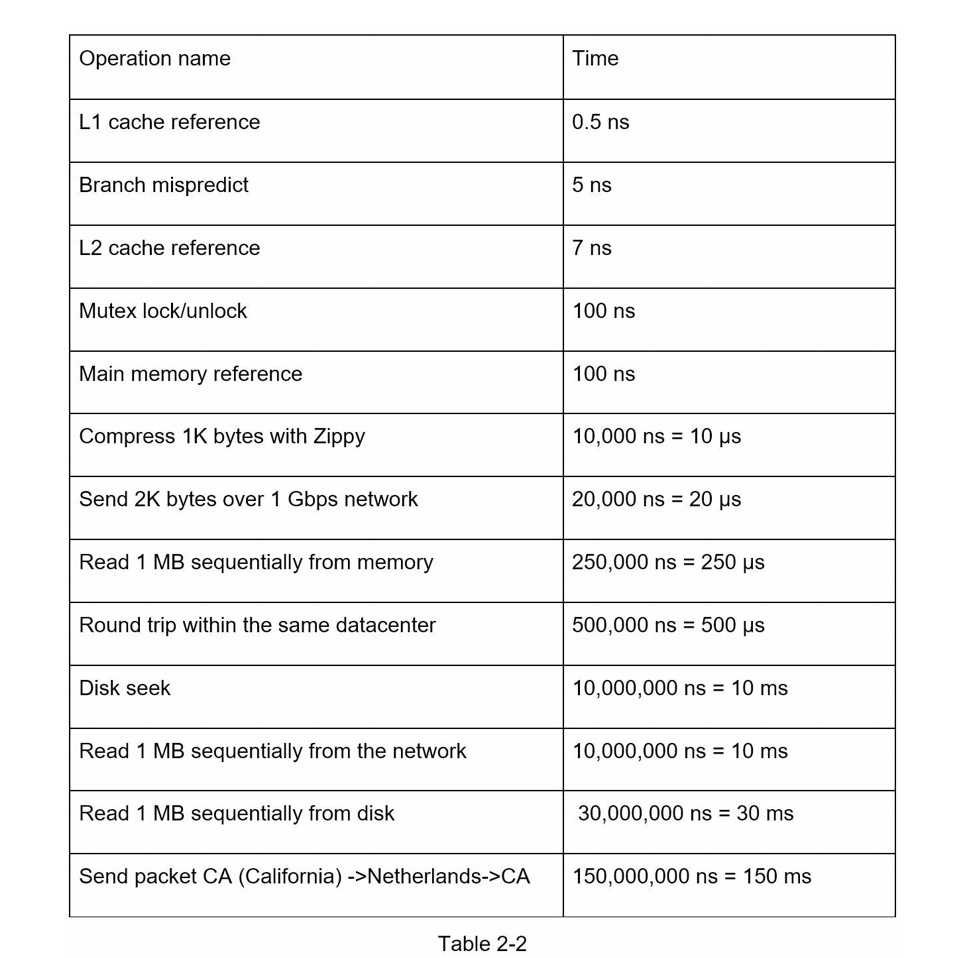 Operation name Time
L1 cache reference 0.5 ns
Branch mispredict 5 ns
L2 cache reference 7 ns
Mutex lock/unlock 100 ns
Main memory reference 100 ns
Compress 1K bytes with Zippy 10,000 ns = 10 µs
Send 2K bytes over 1 Gbps network 20,000 ns = 20 µs
Read 1 MB sequentially from memory 250,000 ns = 250 µs
Round trip within the same datacenter 500,000 ns = 500 µs
Disk seek 10,000,000 ns = 10 ms
Read 1 MB sequentially from the network 10,000,000 ns = 10 ms
Read 1 MB sequentially from disk 30,000,000 ns = 30 ms
Send packet CA (California) ->Netherlands->CA 150,000,000 ns = 150 ms
Table 2-2